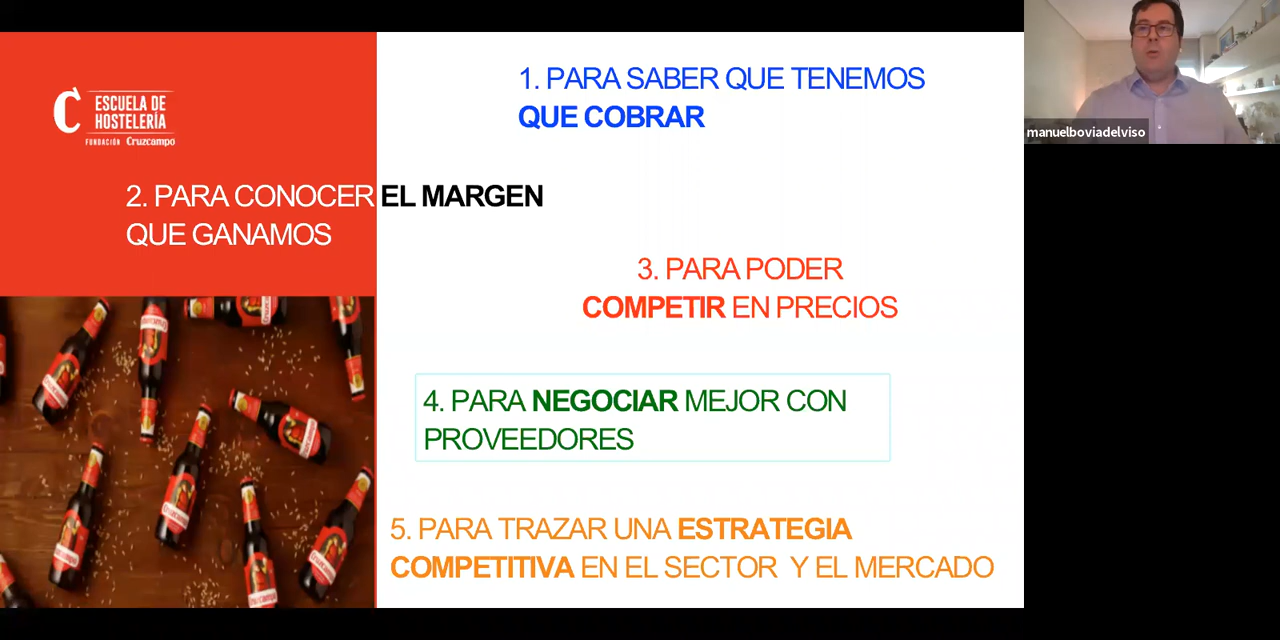 ESCUELA DE
HOSTELERÍA
FUNDACIÓN Cruzcampo
1. PARA SABER QUE TENEMOS
QUE COBRAR
2. PARA CONOCER EL MARGEN
QUE GANAMOS
3. PARA PODER
COMPETIR EN PRECIOS
4. PARA NEGOCIAR MEJOR CON
PROVEEDORES
5. PARA TRAZAR UNA ESTRATEGIA
COMPETITIVA EN EL SECTOR Y EL MERCADO
manuelboviadelviso
Cruzcampo
Cruzcampo